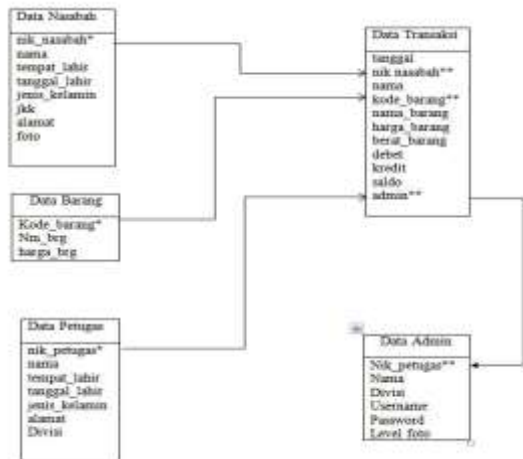 Data Nasabah
nik_nasabah*
nama
tempat_lahir
tanggal_lahir
jenis_kelamin
jkk
alamat
foto
Data Barang
Kode_barang*
Nm_brg
harga_brg
Data Petugas
nik_petugas*
nama
tempat_lahir
tanggal_lahir
jenis_kelamin
alamat
Divisi
Data Transaksi
tanggal
nik nasabah**
nama
kode_barang**
nama_barang
harga_barang
berat_barang
debet
kredit
saldo
admin**
Data Admin
Nik_petugas**
Nama
Divisi
Username
Password
Level_foto